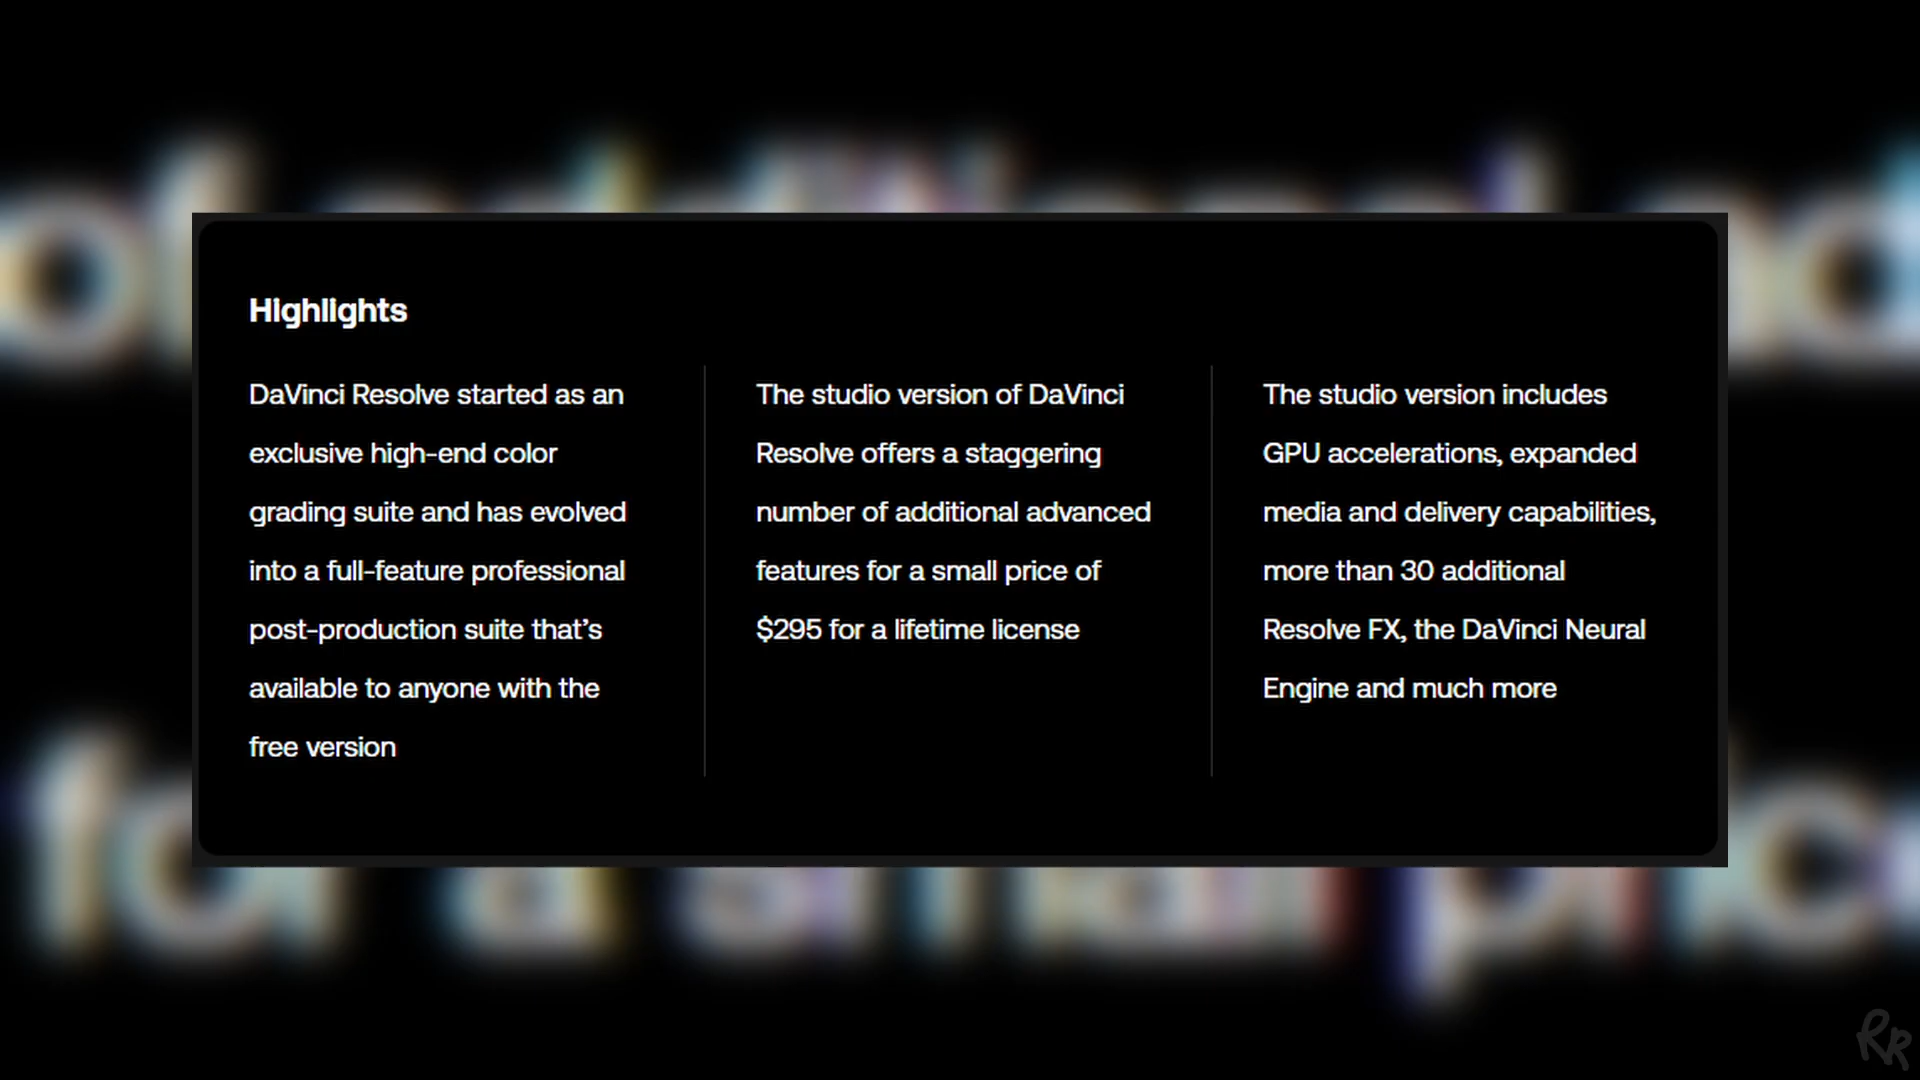 Highlights
DaVinci Resolve started as an
exclusive high-end color
grading suite and has evolved
into a full-feature professional
post-production suite that's
available to anyone with the
free version
The studio version of DaVinci
Resolve offers a staggering
number of additional advanced
features for a small price of
$295 for a lifetime license
The studio version includes
GPU accelerations, expanded
media and delivery capabilities,
more than 30 additional
Resolve FX, the DaVinci Neural
Engine and much more
RR